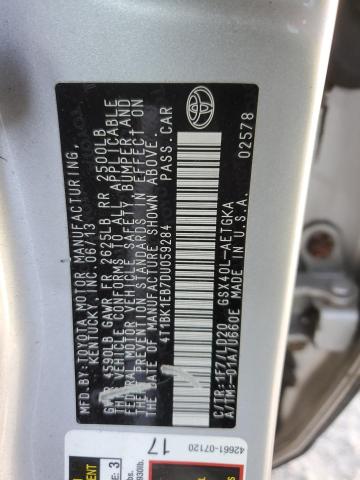 MFD.BY: TOYOTA MOTOR MANUFACTURING,
KENTUCKY, INC. 06/13
GVWR 4590LB GAWR FR 2625LB RR 2500LB
THIS VEHICLE CONFORMS TO ALL APPLICABLE
FEDERAL MOTOR VEHICLE SAFETY, BUMPER AND
THEFT PREVENTION STANDARDS IN EFFECT ON
THE DATE OF MANUFACTURE SHOWN ABOVE.
4T1BK1EB7DU059284 PASS.CAR
C/TR:1F7/LD20 GSX40L-AETGKA
A/TM:-01A/U660E MADE IN U.S.A. 02578
42661-07120
17